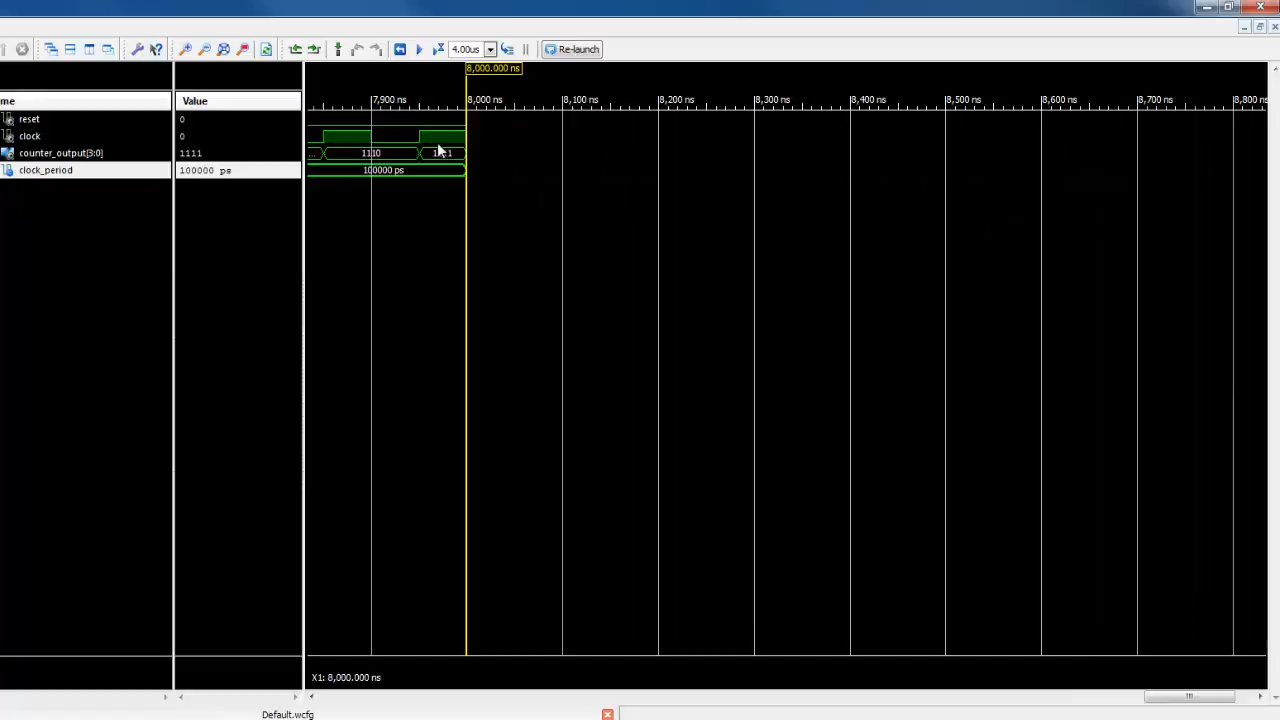 4.00us
Re-launch
8,000.000 ns
me
Value
7,900 ns
8,000 ns
8,100 ns
8,200 ns
8,300 ns
8,400 ns
8,500 ns
8,600 ns
8,700 ns
8,800 ns
reset
0
clock
0
counter_output[3:0]
1111
...
1110
clock_period
100000 ps
100000 ps
X1: 8,000.000 ns
Default.wcfg